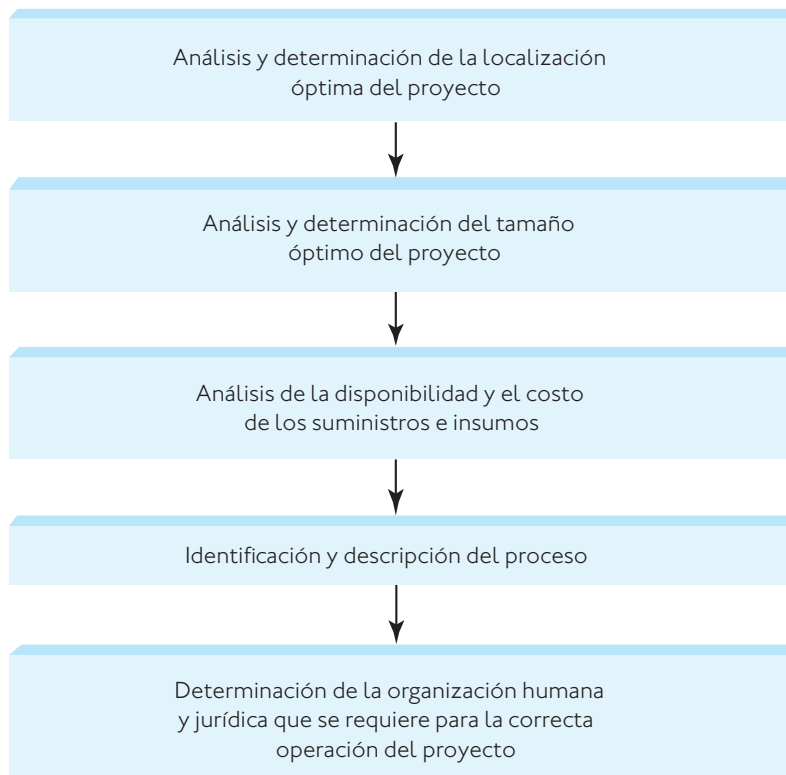 Análisis y determinación de la localización
óptima del proyecto
Análisis y determinación del tamaño
óptimo del proyecto
Análisis de la disponibilidad y el costo
de los suministros e insumos
Identificación y descripción del proceso
Determinación de la organización humana
y jurídica que se requiere para la correcta
operación del proyecto